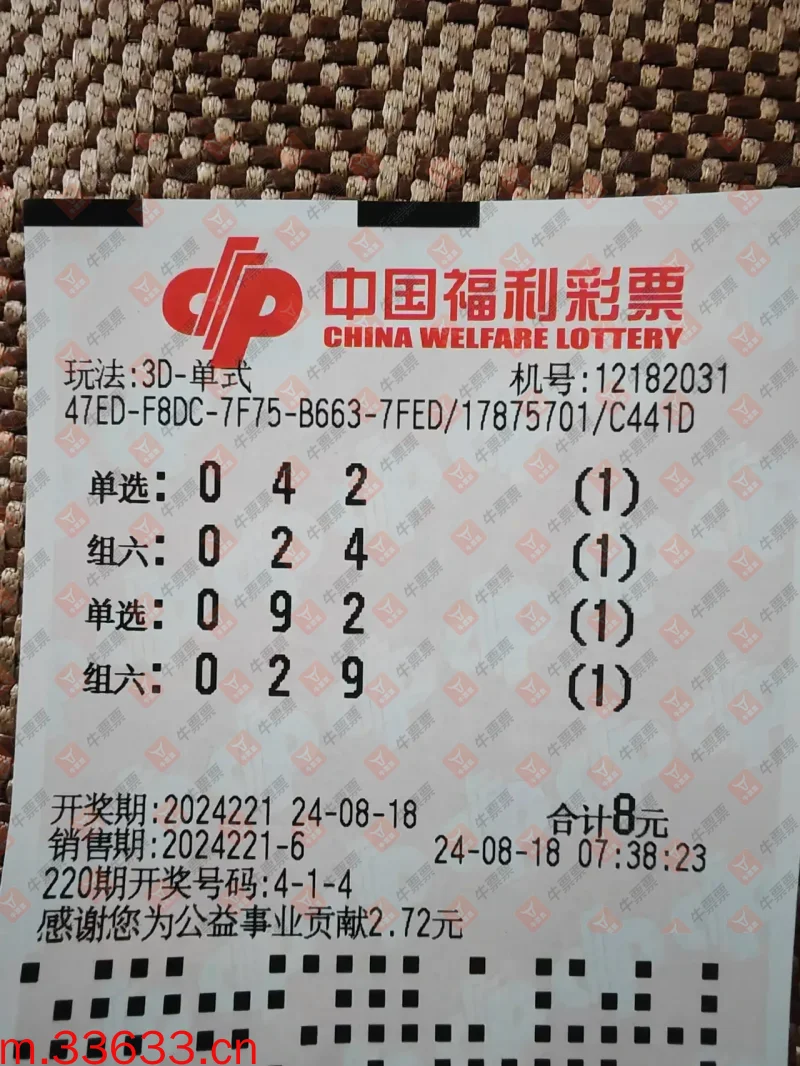 中国福利彩票
CHINA WELFARE LOTTERY
玩法:3D-单式 机号:12182031
47ED-F8DC-7F75-B663-7FED/17875701/C441D
单选: 0 4 2 (1)
组六: 0 2 4 (1)
单选: 0 9 2 (1)
组六: 0 2 9 (1)
开奖期:2024221 24-08-18 合计8元
销售期:2024221-6 24-08-18 07:38:23
220期开奖号码:4-1-4
感谢您为公益事业贡献2.72元
m.33633.cn
牛票票